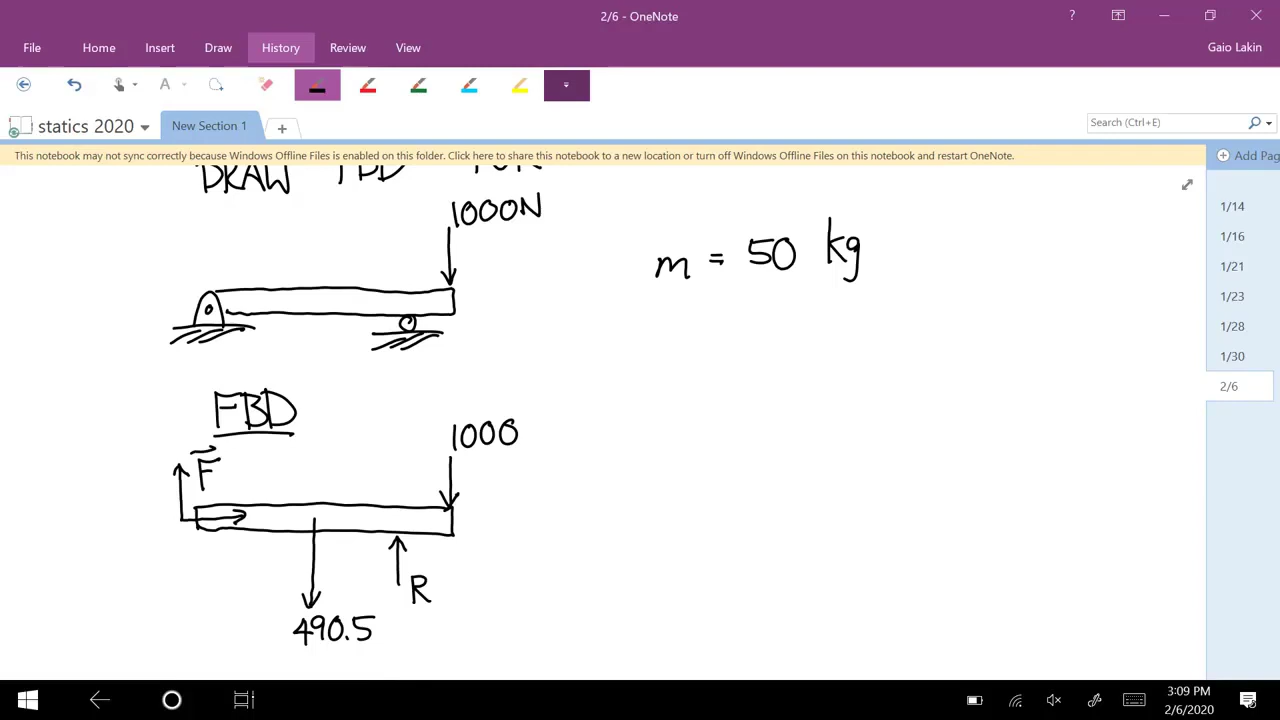 2/6 - OneNote
?
File Home Insert Draw History Review View
Gaio Lakin
A
statics 2020
New Section 1
Search (Ctrl+E)
This notebook may not sync correctly because Windows Offline Files is enabled on this folder. Click here to share this notebook to a new location or turn off Windows Offline Files on this notebook and restart OneNote.
Add Pag
1/14
1/16
1/21
1/23
1/28
1/30
2/6
DRAW FBD FOR
1000N
m = 50 kg
FBD
F
1000
R
490.5
3:09 PM
2/6/2020